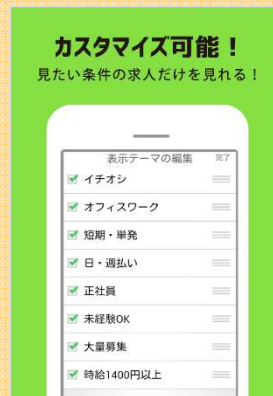 カスタマイズ可能！
見たい条件の求人だけを見れる！
表示テーマの編集 完了
イチオシ
オフィスワーク
短期・単発
日・週払い
正社員
未経験OK
大量募集
時給1400円以上